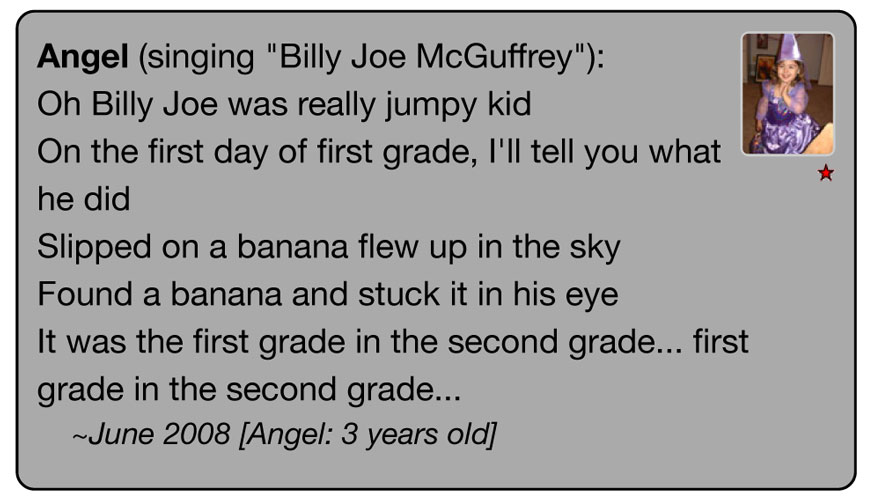 Angel (singing "Billy Joe McGuffrey"):
Oh Billy Joe was really jumpy kid
On the first day of first grade, I'll tell you what
he did
Slipped on a banana flew up in the sky
Found a banana and stuck it in his eye
It was the first grade in the second grade... first
grade in the second grade...
~June 2008 [Angel: 3 years old]